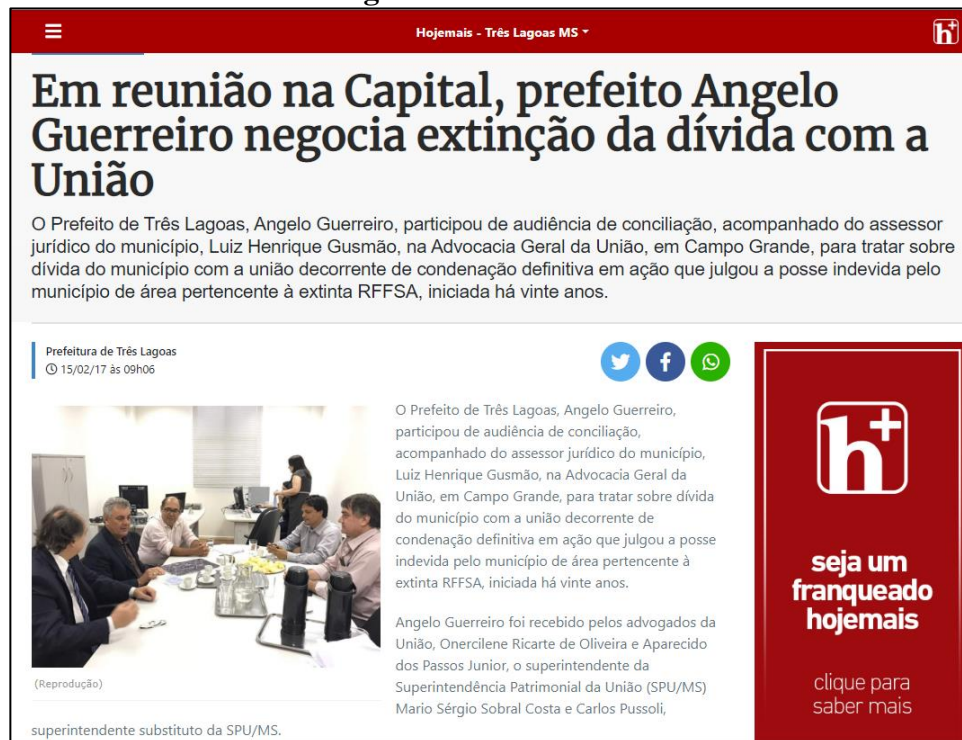 Hojemais - Três Lagoas MS
h+
Em reunião na Capital, prefeito Angelo
Guerreiro negocia extinção da dívida com a
União
O Prefeito de Três Lagoas, Angelo Guerreiro, participou de audiência de conciliação, acompanhado do assessor
jurídico do município, Luiz Henrique Gusmão, na Advocacia Geral da União, em Campo Grande, para tratar sobre
dívida do município com a união decorrente de condenação definitiva em ação que julgou a posse indevida pelo
município de área pertencente à extinta RFFSA, iniciada há vinte anos.
Prefeitura de Três Lagoas
15/02/17 às 09h06
O Prefeito de Três Lagoas, Angelo Guerreiro,
participou de audiência de conciliação,
acompanhado do assessor jurídico do município,
Luiz Henrique Gusmão, na Advocacia Geral da
União, em Campo Grande, para tratar sobre dívida
do município com a união decorrente de
condenação definitiva em ação que julgou a posse
indevida pelo município de área pertencente à
extinta RFFSA, iniciada há vinte anos.
Angelo Guerreiro foi recebido pelos advogados da
União, Onercilene Ricarte de Oliveira e Aparecido
dos Passos Junior, o superintendente da
Superintendência Patrimonial da União (SPU/MS)
Mario Sérgio Sobral Costa e Carlos Pussoli,
(Reprodução)
superintendente substituto da SPU/MS.
h+
seja um
franqueado
hojemais
clique para
saber mais